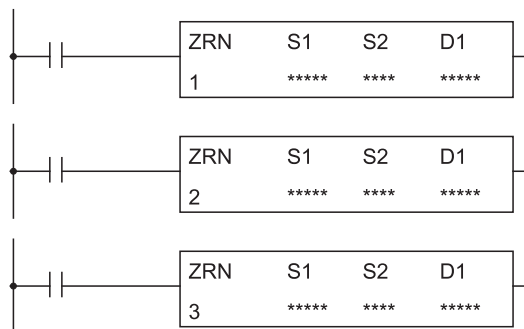 ZRN S1 S2 D1
1 ***** **** *****
ZRN S1 S2 D1
2 ***** **** *****
ZRN S1 S2 D1
3 ***** **** *****